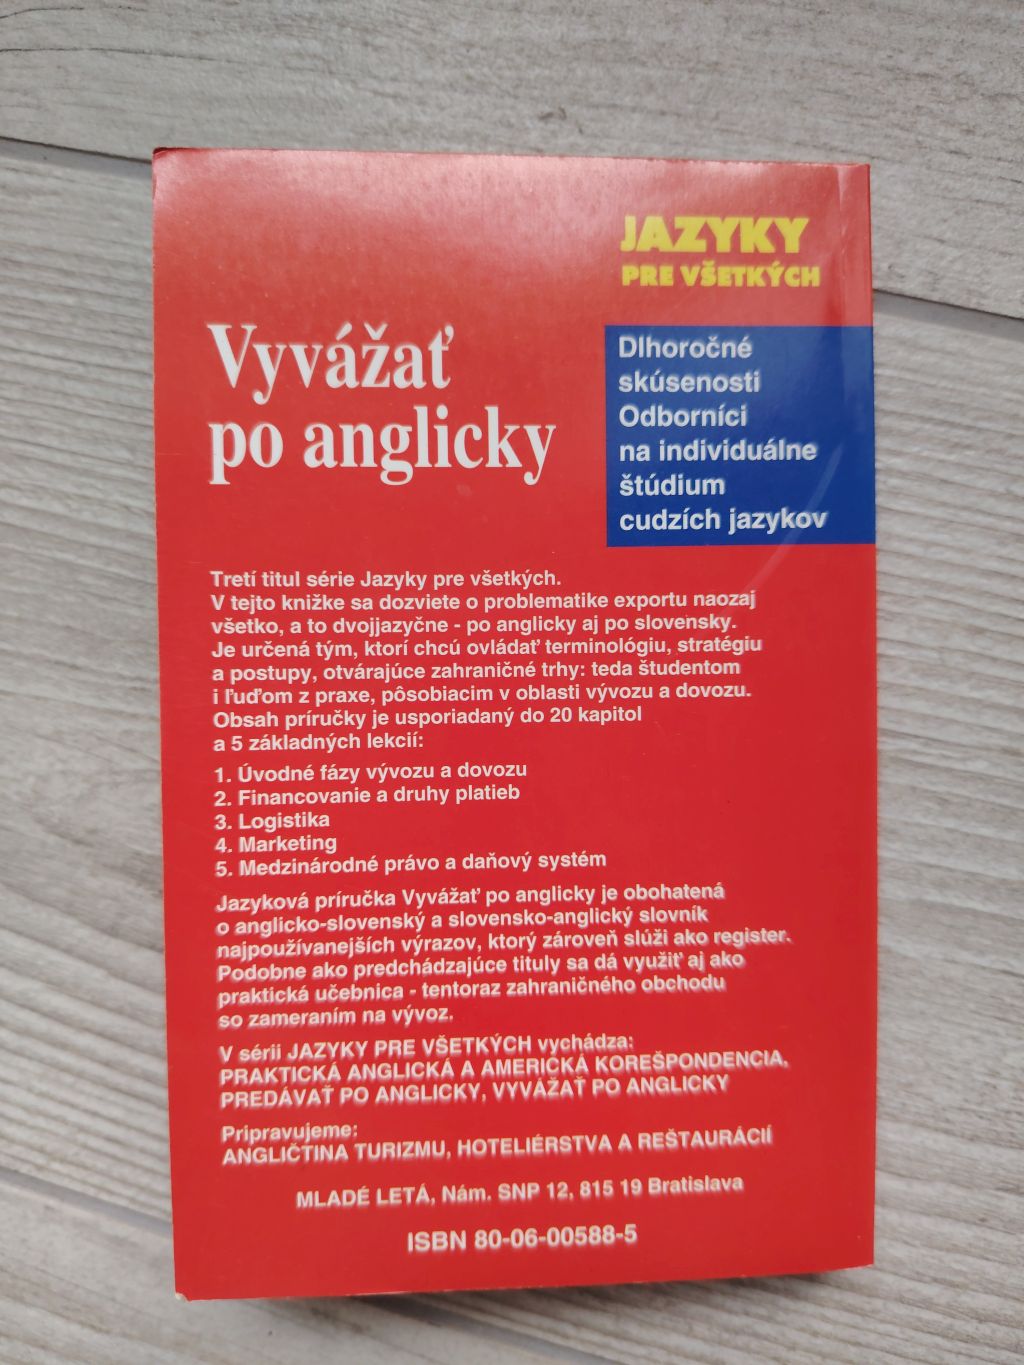 JAZYKY
PRE VŠETKÝCH
Vyvážať
po anglicky
Dlhoročné
skúsenosti
Odborníci
na individuálne
štúdium
cudzích jazykov
Tretí titul série Jazyky pre všetkých.
V tejto knižke sa dozviete o problematike exportu naozaj
všetko, a to dvojjazyčne - po anglicky aj po slovensky.
Je určená tým, ktorí chcú ovládať terminológiu, stratégiu
a postupy, otvárajúce zahraničné trhy: teda študentom
i ľuďom z praxe, pôsobiacim v oblasti vývozu a dovozu.
Obsah príručky je usporiadaný do 20 kapitol
a 5 základných lekcií:
1. Úvodné fázy vývozu a dovozu
2. Financovanie a druhy platieb
3. Logistika
4. Marketing
5. Medzinárodné právo a daňový systém
Jazyková príručka Vyvážať po anglicky je obohatená
o anglicko-slovenský a slovensko-anglický slovník
najpoužívanejších výrazov, ktorý zároveň slúži ako register.
Podobne ako predchádzajúce tituly sa dá využiť aj ako
praktická učebnica - tentoraz zahraničného obchodu
so zameraním na vývoz.
V sérii JAZYKY PRE VŠETKÝCH vychádza:
PRAKTICKÁ ANGLICKÁ A AMERICKÁ KOREŠPONDENCIA,
PREDÁVAŤ PO ANGLICKY, VYVÁŽAŤ PO ANGLICKY
Pripravujeme:
ANGLIČTINA TURIZMU, HOTELIÉRSTVA A REŠTAURÁCIÍ
MLADÉ LETÁ, Nám. SNP 12, 815 19 Bratislava
ISBN 80-06-00588-5